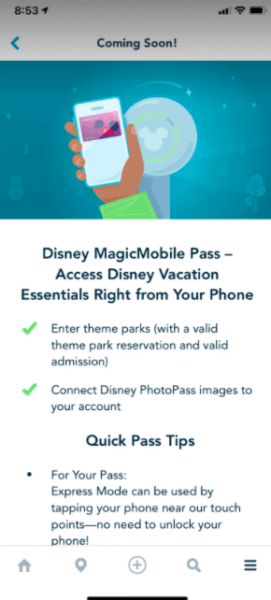 8:53
Coming Soon!
Disney MagicMobile Pass –
Access Disney Vacation
Essentials Right from Your Phone
Enter theme parks (with a valid
theme park reservation and valid
admission)
Connect Disney PhotoPass images to
your account
Quick Pass Tips
• For Your Pass:
Express Mode can be used by
tapping your phone near our touch
points—no need to unlock your
phone!